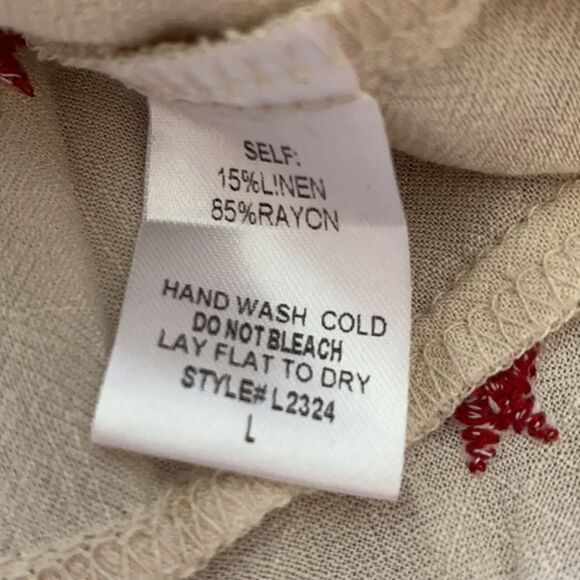 SELF:
15%LINEN
85%RAYON
HAND WASH COLD
DO NOT BLEACH
LAY FLAT TO DRY
STYLE# L2324
L